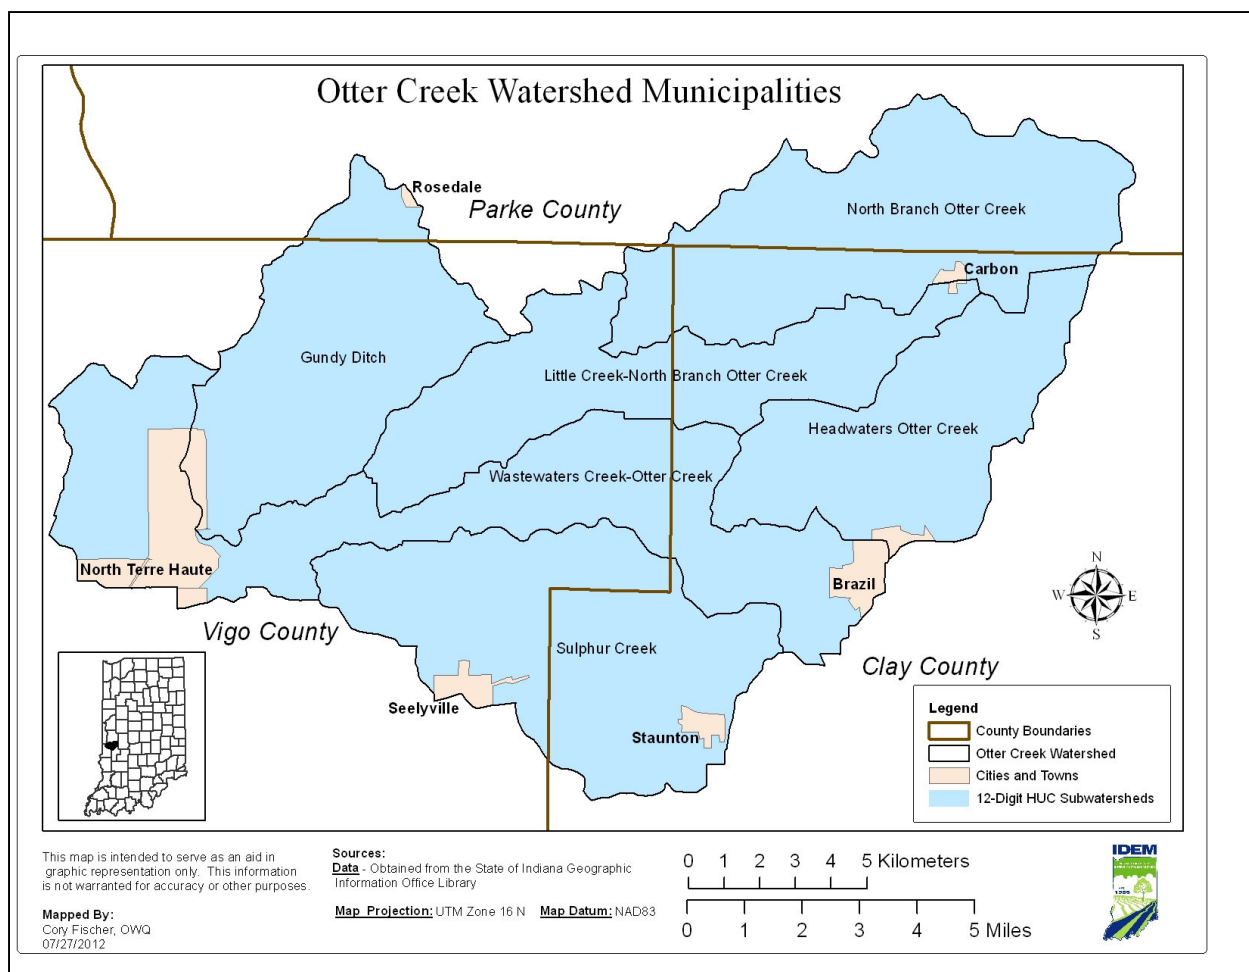 Otter Creek Watershed Municipalities
Rosedale
Parke County
North Branch Otter Creek
Carbon
Gundy Ditch
Little Creek-North Branch Otter Creek
Headwaters Otter Creek
Wastewaters Creek-Otter Creek
North Terre Haute
Brazil
N
W E
S
Vigo County
Sulphur Creek
Clay County
Seelyville
Staunton
Legend
County Boundaries
Otter Creek Watershed
Cities and Towns
12-Digit HUC Subwatersheds
This map is intended to serve as an aid in
graphic representation only. This information
is not warranted for accuracy or other purposes.
Mapped By:
Cory Fischer, OWQ
07/27/2012
Sources:
Data - Obtained from the State of Indiana Geographic
Information Office Library
Map Projection: UTM Zone 16 N Map Datum: NAD83
0 1 2 3 4 5 Kilometers
0 1 2 3 4 5 Miles
IDEM